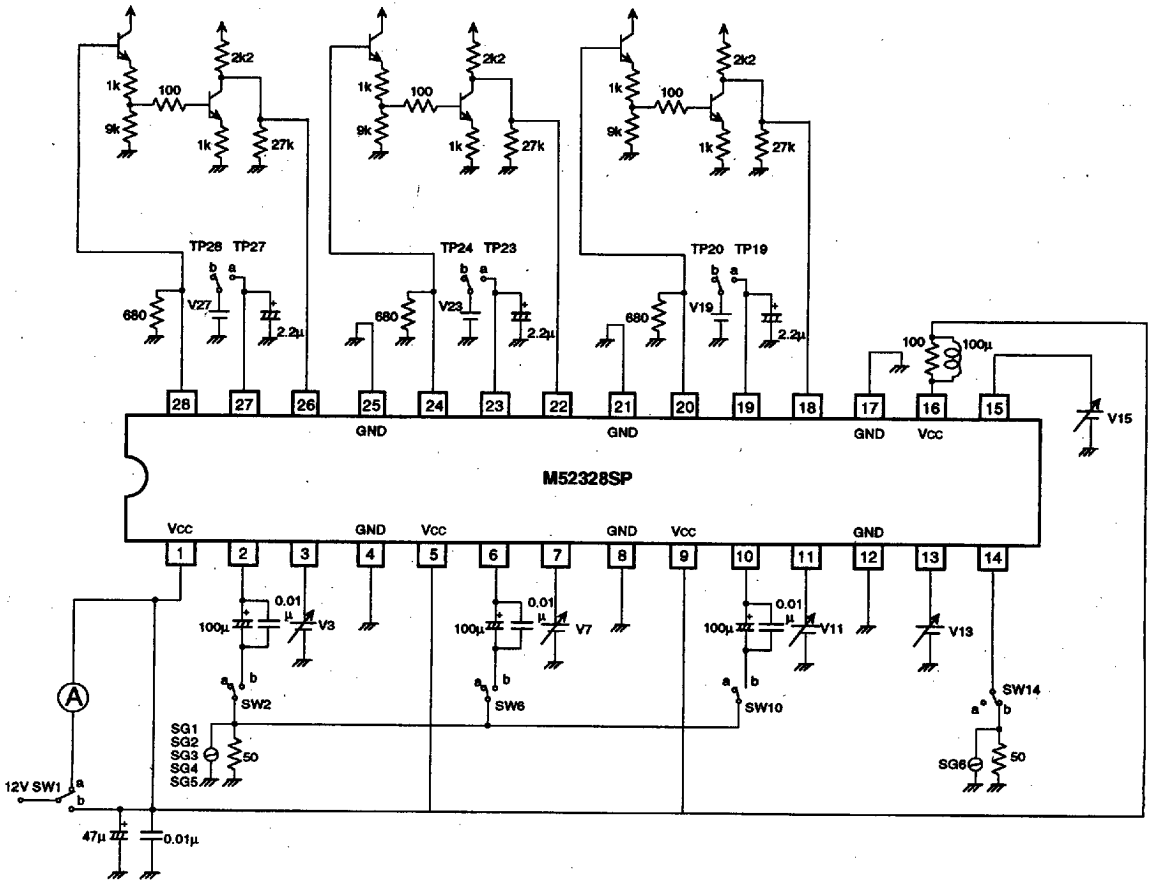 2k2 2k2 2k2
1k 100 1k 100 1k 100
9k 1k 27k 9k 1k 27k 9k 1k 27k
TP28 TP27 TP24 TP23 TP20 TP19
b a b a b a
680 V27 2.2μ 680 V23 2.2μ 680 V19 2.2μ 100 100μ
28 27 26 25 24 23 22 21 20 19 18 17 16 15
V15
GND GND GND VCC
M52328SP
VCC GND VCC GND VCC GND
1 2 3 4 5 6 7 8 9 10 11 12 13 14
100μ 0.01μ V3 100μ 0.01μ V7 100μ 0.01μ V11 V13
a b a b a b
SW2 SW6 SW10 SW14
a b
A
SG1
SG2
SG3
SG4
SG5
50
SG6 50
12V SW1 a
b
47μ 0.01μ